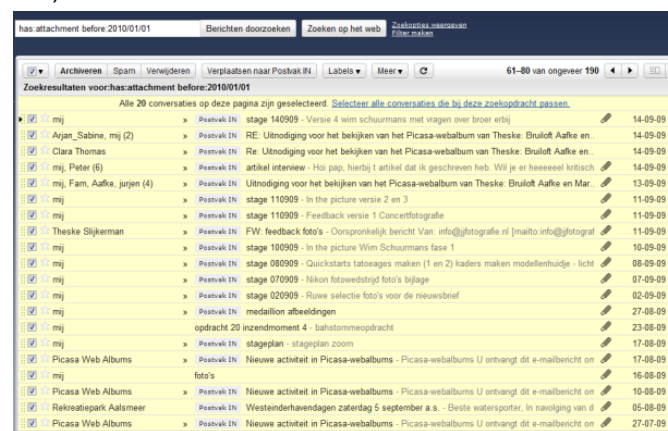 has:attachment before:2010/01/01 Berichten doorzoeken Zoeken op het web Zoekopties weergeven
Filter maken
Archiveren Spam Verwijderen Verplaatsen naar Postvak IN Labels Meer 61–80 van ongeveer 190
Zoekresultaten voor:has:attachment before:2010/01/01
Alle 20 conversaties op deze pagina zijn geselecteerd. Selecteer alle conversaties die bij deze zoekopdracht passen.
mij » Postvak IN stage 140909 - Versie 4 wim schuurmans met vragen over broer erbij 14-09-09
Arjan_Sabine, mij (2) » Postvak IN RE: Uitnodiging voor het bekijken van het Picasa-webalbum van Theske: Bruiloft Aafke en.. 14-09-09
Clara Thomas » Postvak IN Re: Uitnodiging voor het bekijken van het Picasa-webalbum van Theske: Bruiloft Aafke en.. 14-09-09
mij, Peter (6) » Postvak IN artikel interview - Hoi pap, hierbij t artikel dat ik geschreven heb. Wil je er heeeeeel kritisch 14-09-09
mij, Fam, Aafke, jurjen (4) » Postvak IN Uitnodiging voor het bekijken van het Picasa-webalbum van Theske: Bruiloft Aafke en Mar.. 13-09-09
mij » Postvak IN stage 110909 - In the picture versie 2 en 3 11-09-09
mij » Postvak IN stage 110909 - Feedback versie 1 Concertfotografie 11-09-09
Theske Slijkerman » Postvak IN FW: feedback foto's - Oorspronkelijk bericht Van: info@jjfotografie.nl [mailto:info@jjfotograf 11-09-09
mij » Postvak IN stage 100909 - In the picture Wim Schuurmans fase 1 10-09-09
mij » Postvak IN stage 080909 - Quickstarts tatoeages maken (1 en 2) kaders maken modellenhuidje - licht 08-09-09
mij » Postvak IN stage 070909 - Nikon fotowedstrijd foto's bijlage 07-09-09
mij » Postvak IN stage 020909 - Ruwe selectie foto's voor de nieuwsbrief 02-09-09
mij » Postvak IN medaillion afbeeldingen 27-08-09
mij opdracht 20 inzendmoment 4 - bahstommeopdracht 23-08-09
mij » Postvak IN stageplan - stageplan zoom 17-08-09
Picasa Web Albums » Postvak IN Nieuwe activiteit in Picasa-webalbums - Picasa-webalbums U ontvangt dit e-mailbericht om 17-08-09
mij foto's 16-08-09
Picasa Web Albums » Postvak IN Nieuwe activiteit in Picasa-webalbums - Picasa-webalbums U ontvangt dit e-mailbericht om 10-08-09
Rekreatiepark Aalsmeer » Postvak IN Westeinderhavendagen zaterdag 5 september a.s. - Beste watersporter, In navolging van d 05-08-09
Picasa Web Albums » Postvak IN Nieuwe activiteit in Picasa-webalbums - Picasa-webalbums U ontvangt dit e-mailbericht om 27-07-09